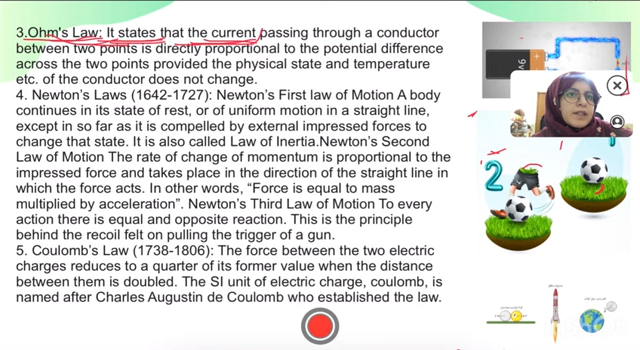 3.Ohm's Law: It states that the current passing through a conductor
between two points is directly proportional to the potential difference
across the two points provided the physical state and temperature
etc. of the conductor does not change.
4. Newton's Laws (1642-1727): Newton's First law of Motion A body
continues in its state of rest, or of uniform motion in a straight line,
except in so far as it is compelled by external impressed forces to
change that state. It is also called Law of Inertia.Newton's Second
Law of Motion The rate of change of momentum is proportional to the
impressed force and takes place in the direction of the straight line in
which the force acts. In other words, “Force is equal to mass
multiplied by acceleration”. Newton's Third Law of Motion To every
action there is equal and opposite reaction. This is the principle
behind the recoil felt on pulling the trigger of a gun.
5. Coulomb's Law (1738-1806): The force between the two electric
charges reduces to a quarter of its former value when the distance
between them is doubled. The SI unit of electric charge, coulomb, is
named after Charles Augustin de Coulomb who established the law.
9V
2